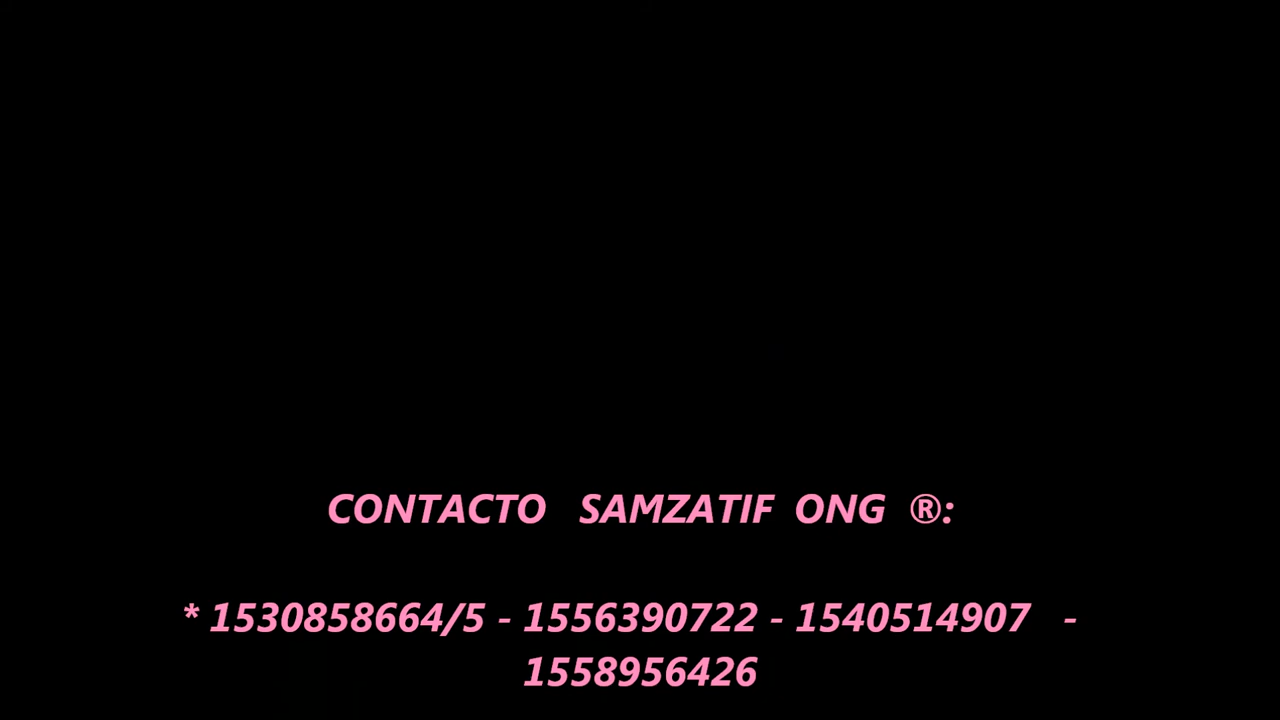 CONTACTO SAMZATIF ONG ®:
* 1530858664/5 - 1556390722 - 1540514907 -
1558956426